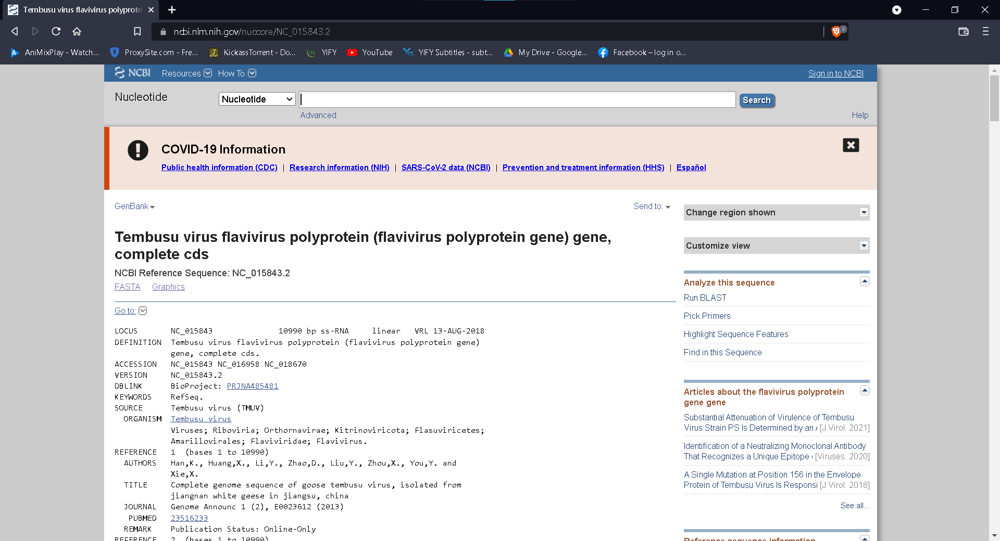 Tembusu virus flavivirus polyprote
ncbi.nlm.nih.gov/nuccore/NC_015843.2
2
AniMixPlay - Watch... ProxySite.com - Fre... KickassTorrent - Do... YIFY YouTube YIFY Subtitles - subt... My Drive - Google... Facebook – log in o...
NCBI Resources How To Sign in to NCBI
Nucleotide Nucleotide Search
Advanced Help
COVID-19 Information
Public health information (CDC) | Research information (NIH) | SARS-CoV-2 data (NCBI) | Prevention and treatment information (HHS) | Español
GenBank Send to:
Tembusu virus flavivirus polyprotein (flavivirus polyprotein gene) gene,
complete cds
NCBI Reference Sequence: NC_015843.2
FASTA Graphics
Go to:
LOCUS NC_015843 10990 bp ss-RNA linear VRL 13-AUG-2018
DEFINITION Tembusu virus flavivirus polyprotein (flavivirus polyprotein gene)
gene, complete cds.
ACCESSION NC_015843 NC_016958 NC_018670
VERSION NC_015843.2
DBLINK BioProject: PRJNA485481
KEYWORDS RefSeq.
SOURCE Tembusu virus (TMUV)
ORGANISM Tembusu virus
Viruses; Riboviria; Orthornavirae; Kitrinoviricota; Flasuviricetes;
Amarillovirales; Flaviviridae; Flavivirus.
REFERENCE 1 (bases 1 to 10990)
AUTHORS Han,K., Huang,X., Li,Y., Zhao,D., Liu,Y., Zhou,X., You,Y. and
Xie,X.
TITLE Complete genome sequence of goose tembusu virus, isolated from
jiangnan white geese in jiangsu, china
JOURNAL Genome Announc 1 (2), E0023612 (2013)
PUBMED 23516233
REMARK Publication Status: Online-Only
REFERENCE 2 (bases 1 to 10990)
Change region shown
Customize view
Analyze this sequence
Run BLAST
Pick Primers
Highlight Sequence Features
Find in this Sequence
Articles about the flavivirus polyprotein
gene gene
Substantial Attenuation of Virulence of Tembusu
Virus Strain PS Is Determined by an [J Virol. 2021]
Identification of a Neutralizing Monoclonal Antibody
That Recognizes a Unique Epitope [Viruses. 2020]
A Single Mutation at Position 156 in the Envelope
Protein of Tembusu Virus Is Responsi [J Virol. 2018]
See all...
Reference sequence information